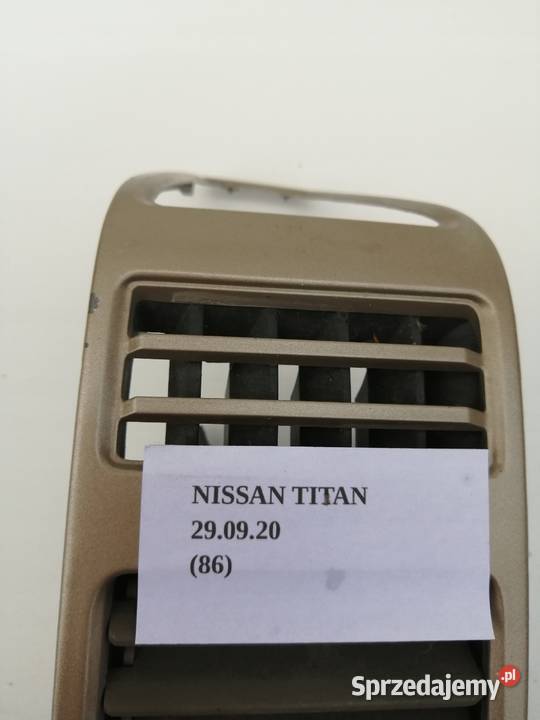 NISSAN TITAN
29.09.20
(86)
Sprzedajemy.pl